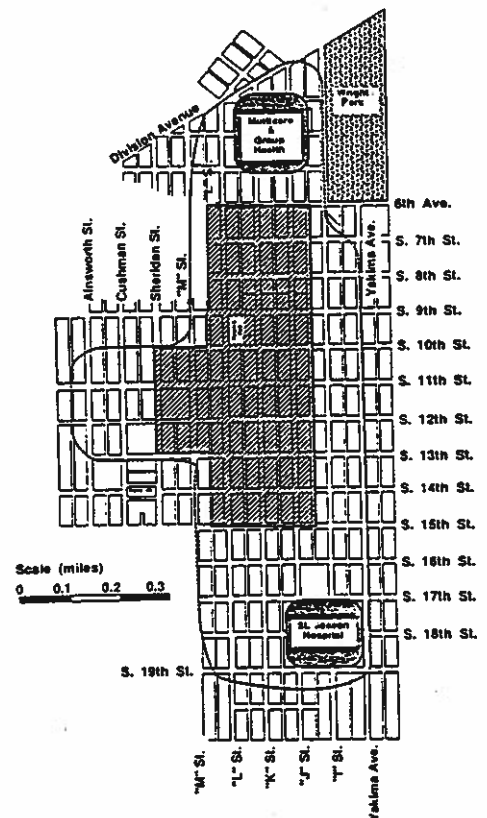 Wright
Park
Division Avenue
Multicare
&
Group
Health
"L" S
6th Ave.
S. 7th St.
Yakima Ave.
S. 8th St.
Ainsworth St.
Cushman St.
Sheridan St.
"M" St.
S. 9th St.
S. 10th St.
S. 11th St.
S. 12th St.
S. 13th St.
S. 14th St.
S. 15th St.
S. 16th St.
Scale (miles)
0 0.1 0.2 0.3
S. 17th St.
St. Joseph
Hospital
S. 18th St.
S. 19th St.
"M" St.
"L" St.
"K" St.
"J" St.
"I" St.
Yakima Ave.